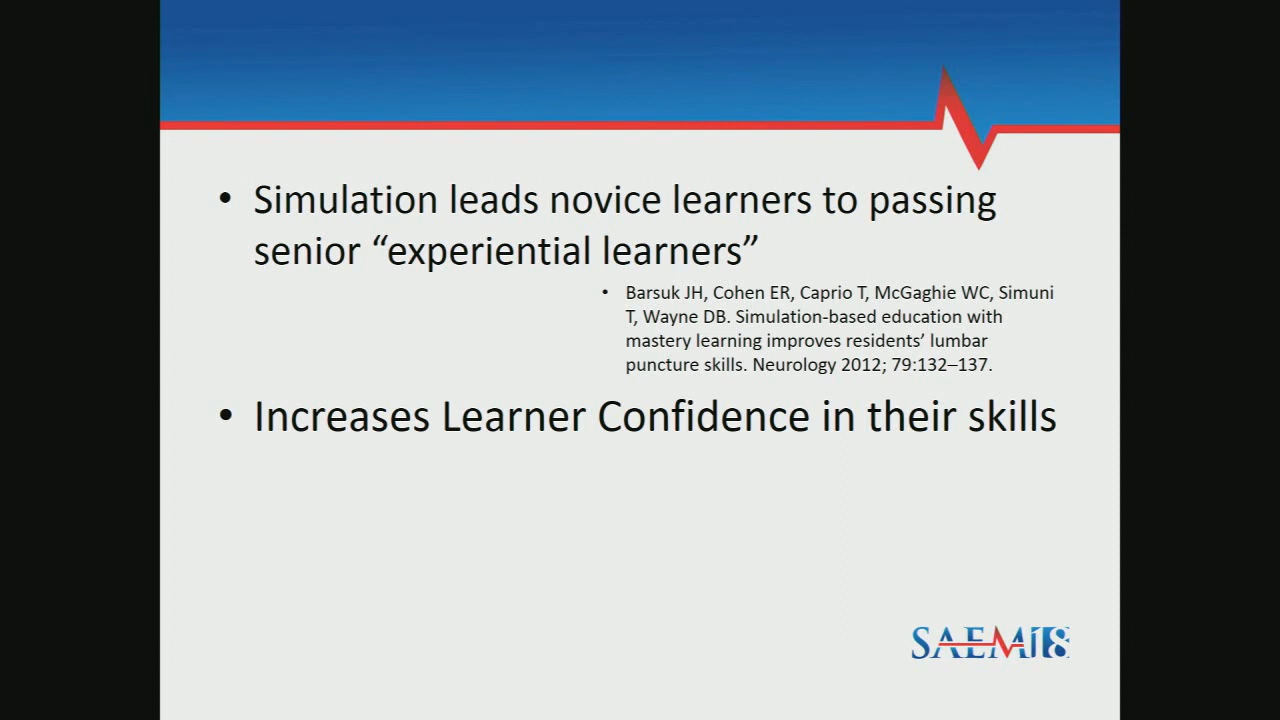 • Simulation leads novice learners to passing
senior “experiential learners”
• Barsuk JH, Cohen ER, Caprio T, McGaghie WC, Simuni
T, Wayne DB. Simulation-based education with
mastery learning improves residents’ lumbar
puncture skills. Neurology 2012; 79:132–137.
• Increases Learner Confidence in their skills
SAEM18